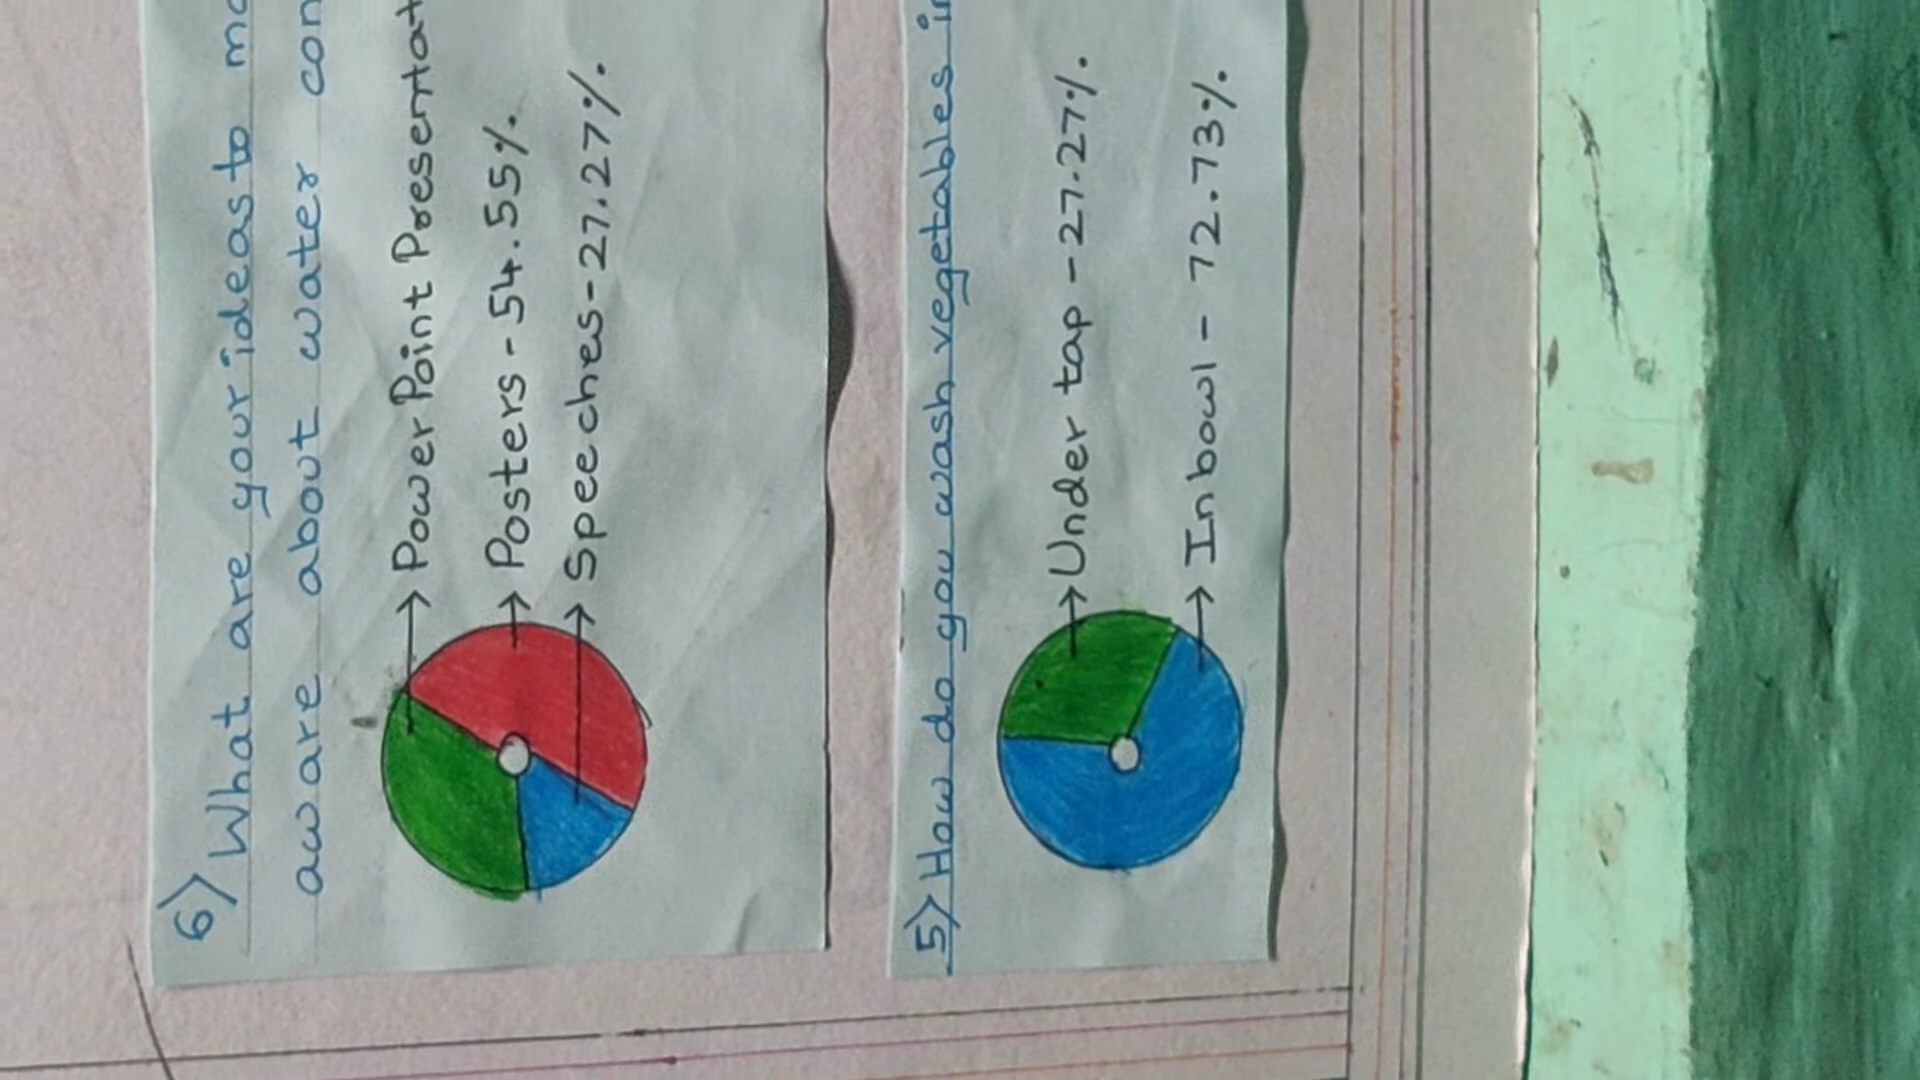 6) What are your ideas to
aware about water
→ Power Point
→ Posters - 54.55%.
→ Speeches - 27.27%.
5) How do you wash vegetables
→ Under tap - 27.27%.
→ In bowl - 72.73%.